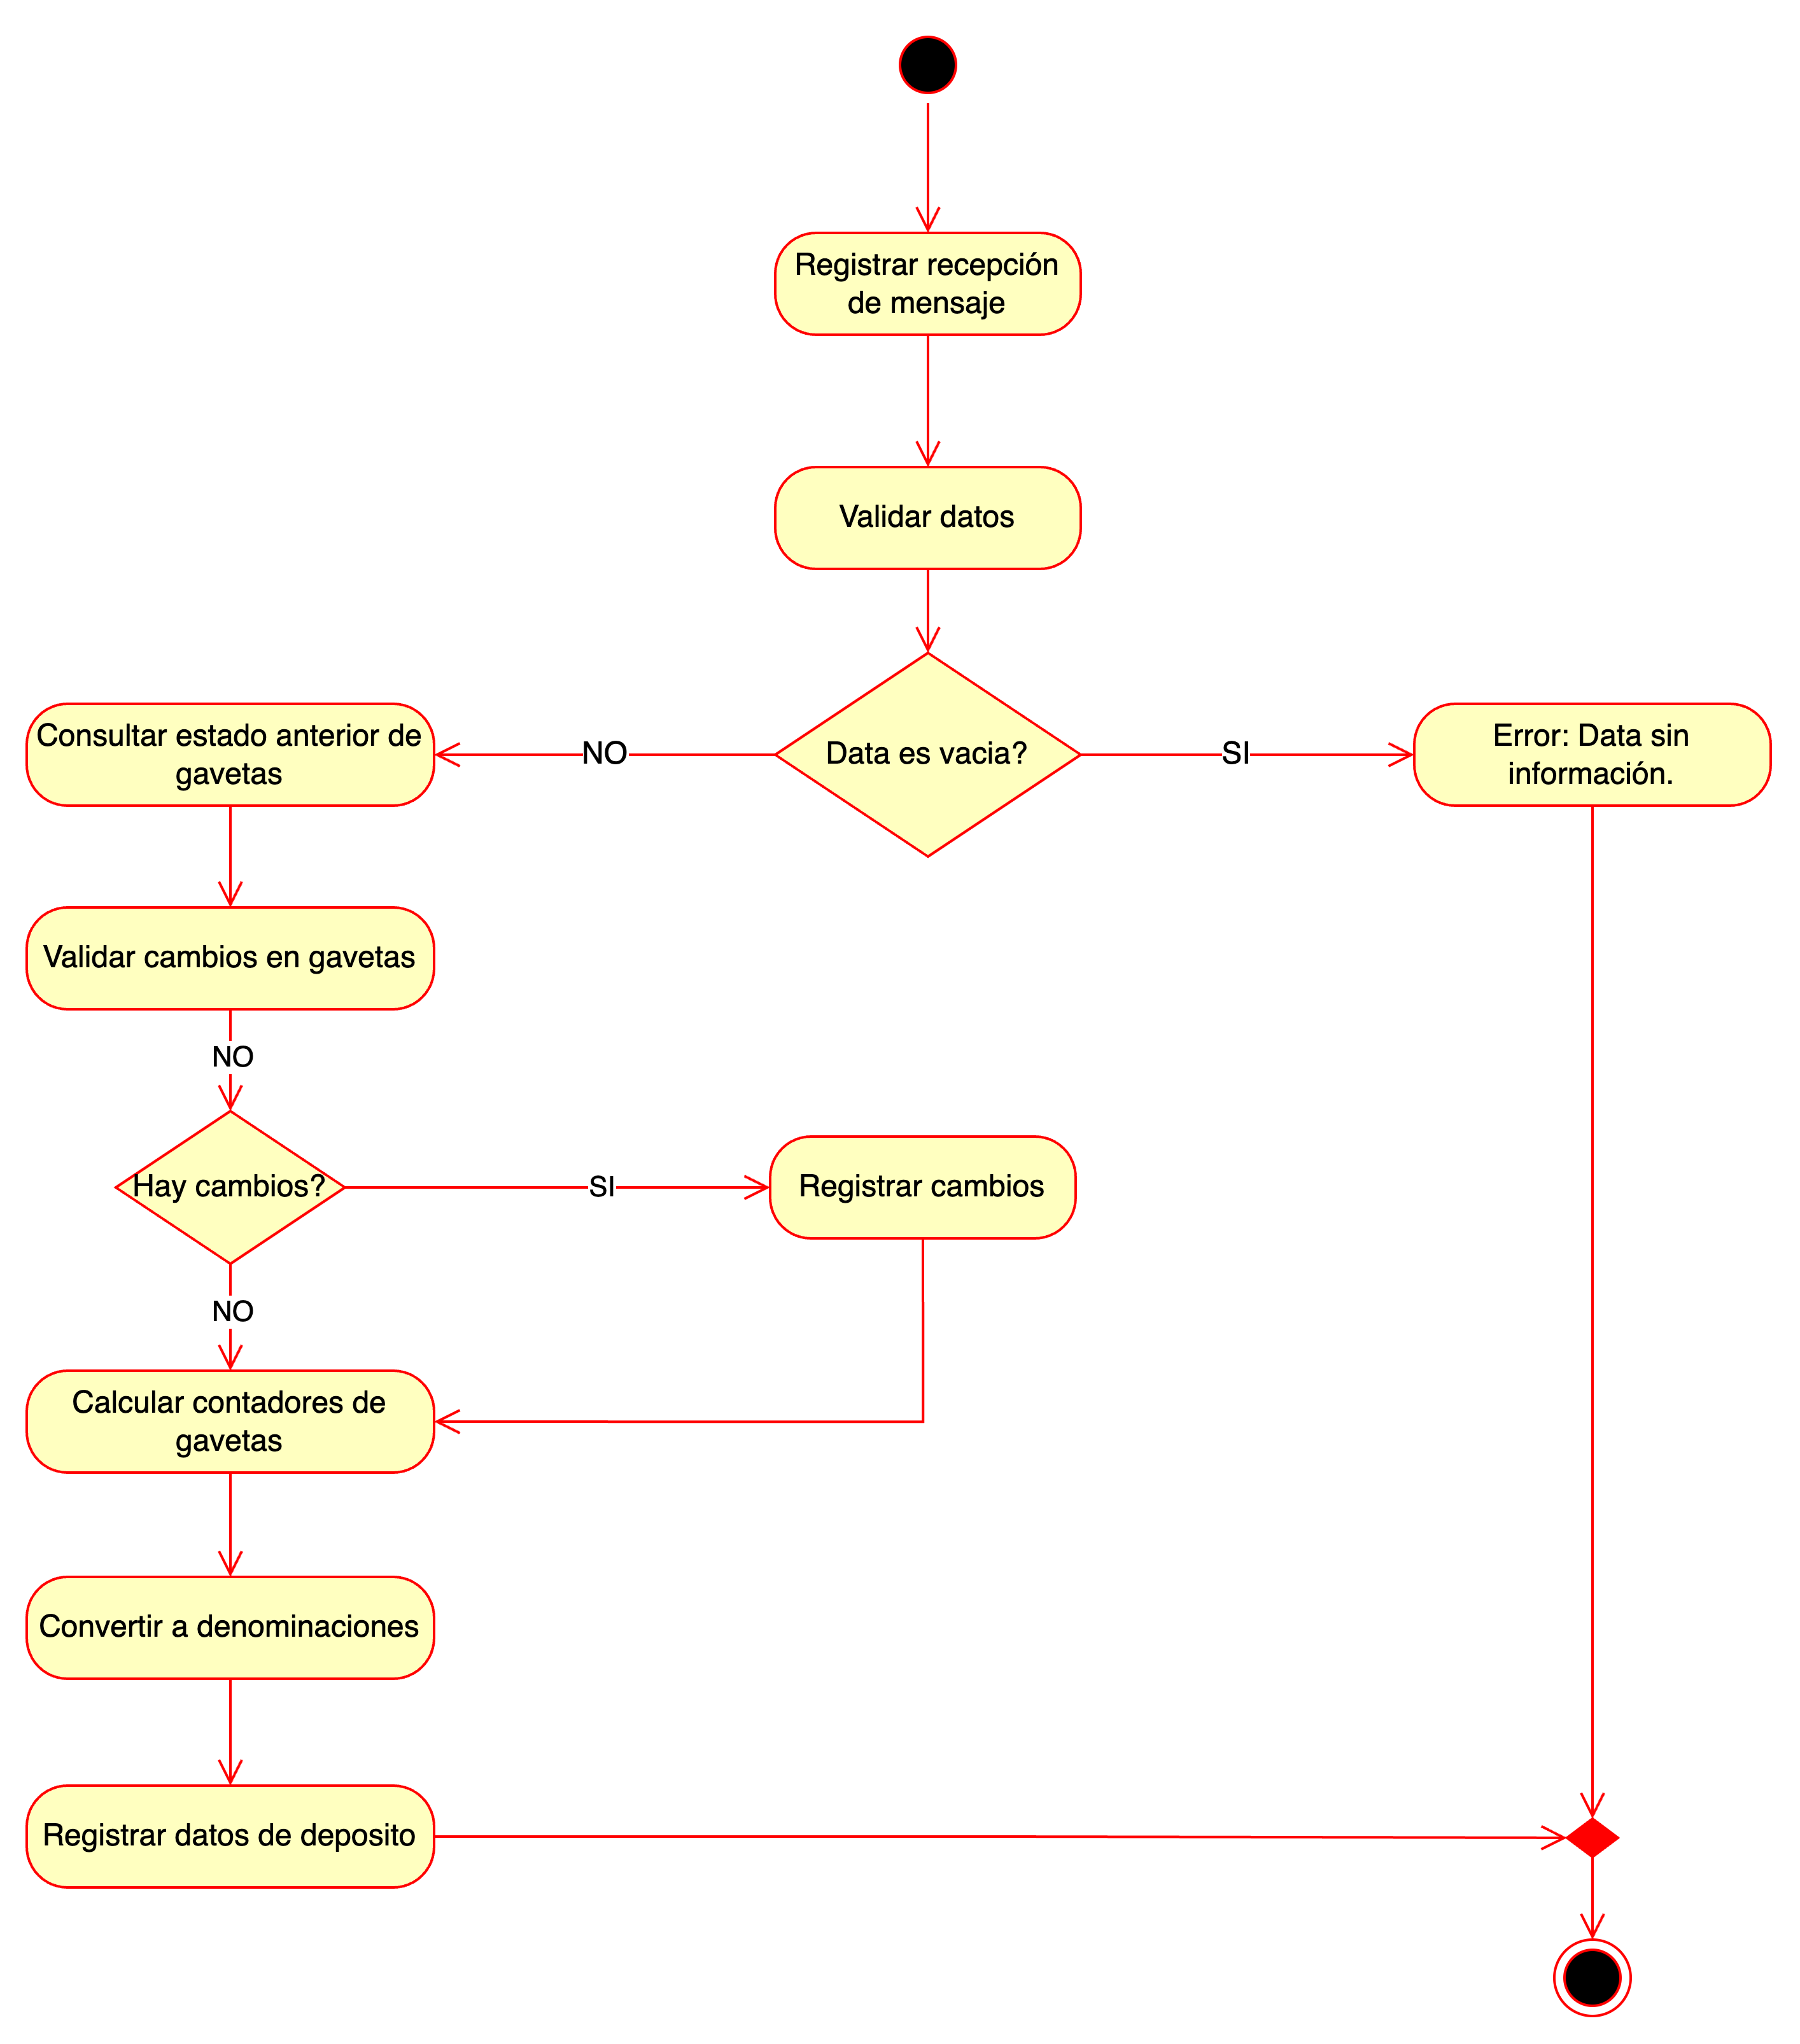 Registrar recepción
de mensaje
Validar datos
Consultar estado anterior de
gavetas
NO
Data es vacia?
SI
Error: Data sin
información.
Validar cambios en gavetas
NO
Hay cambios?
SI
Registrar cambios
NO
Calcular contadores de
gavetas
Convertir a denominaciones
Registrar datos de deposito